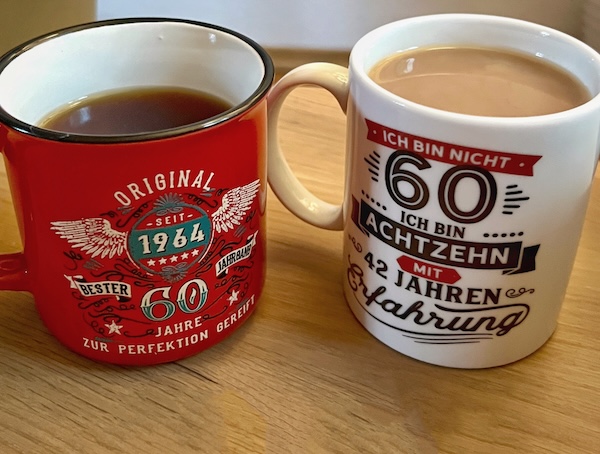 ORIGINAL
SEIT
1964
BESTER
JAHRGANG
60
JAHRE
ZUR PERFEKTION GEREIFT
ICH BIN NICHT
60
ICH BIN
ACHTZEHN
MIT
42 JAHREN
Erfahrung